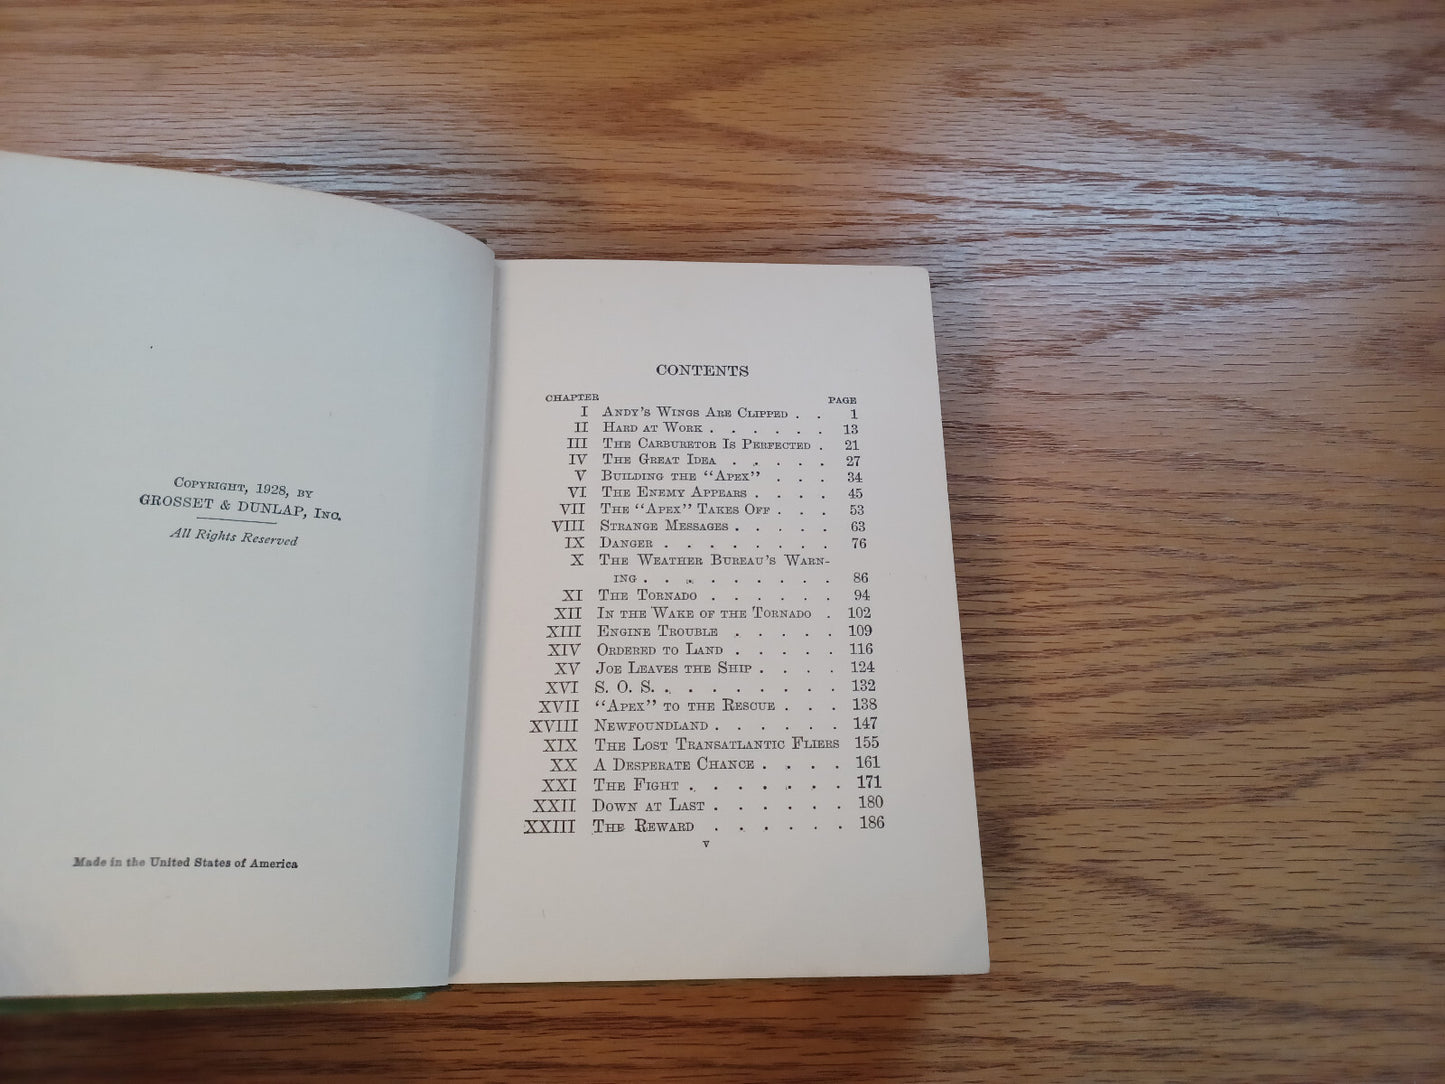 Copyright, 1928, by
GROSSET & DUNLAP, Inc.
All Rights Reserved
Made in the United States of America
CONTENTS
CHAPTER PAGE
I Andy's Wings Are Clipped . . 1
II Hard at Work . . . . . . 13
III The Carburetor Is Perfected . 21
IV The Great Idea . . . . . 27
V Building the "Apex" . . . 34
VI The Enemy Appears . . . . 45
VII The "Apex" Takes Off . . . 53
VIII Strange Messages . . . . . 63
IX Danger . . . . . . . . 76
X The Weather Bureau's Warn-
ing . . . . . . . . . 86
XI The Tornado . . . . . . 94
XII In the Wake of the Tornado . 102
XIII Engine Trouble . . . . . 109
XIV Ordered to Land . . . . . 116
XV Joe Leaves the Ship . . . . 124
XVI S. O. S. . . . . . . . . 132
XVII "Apex" to the Rescue . . . 138
XVIII Newfoundland . . . . . . 147
XIX The Lost Transatlantic Fliers 155
XX A Desperate Chance . . . . 161
XXI The Fight . . . . . . . 171
XXII Down at Last . . . . . . 180
XXIII The Reward . . . . . . 186
v